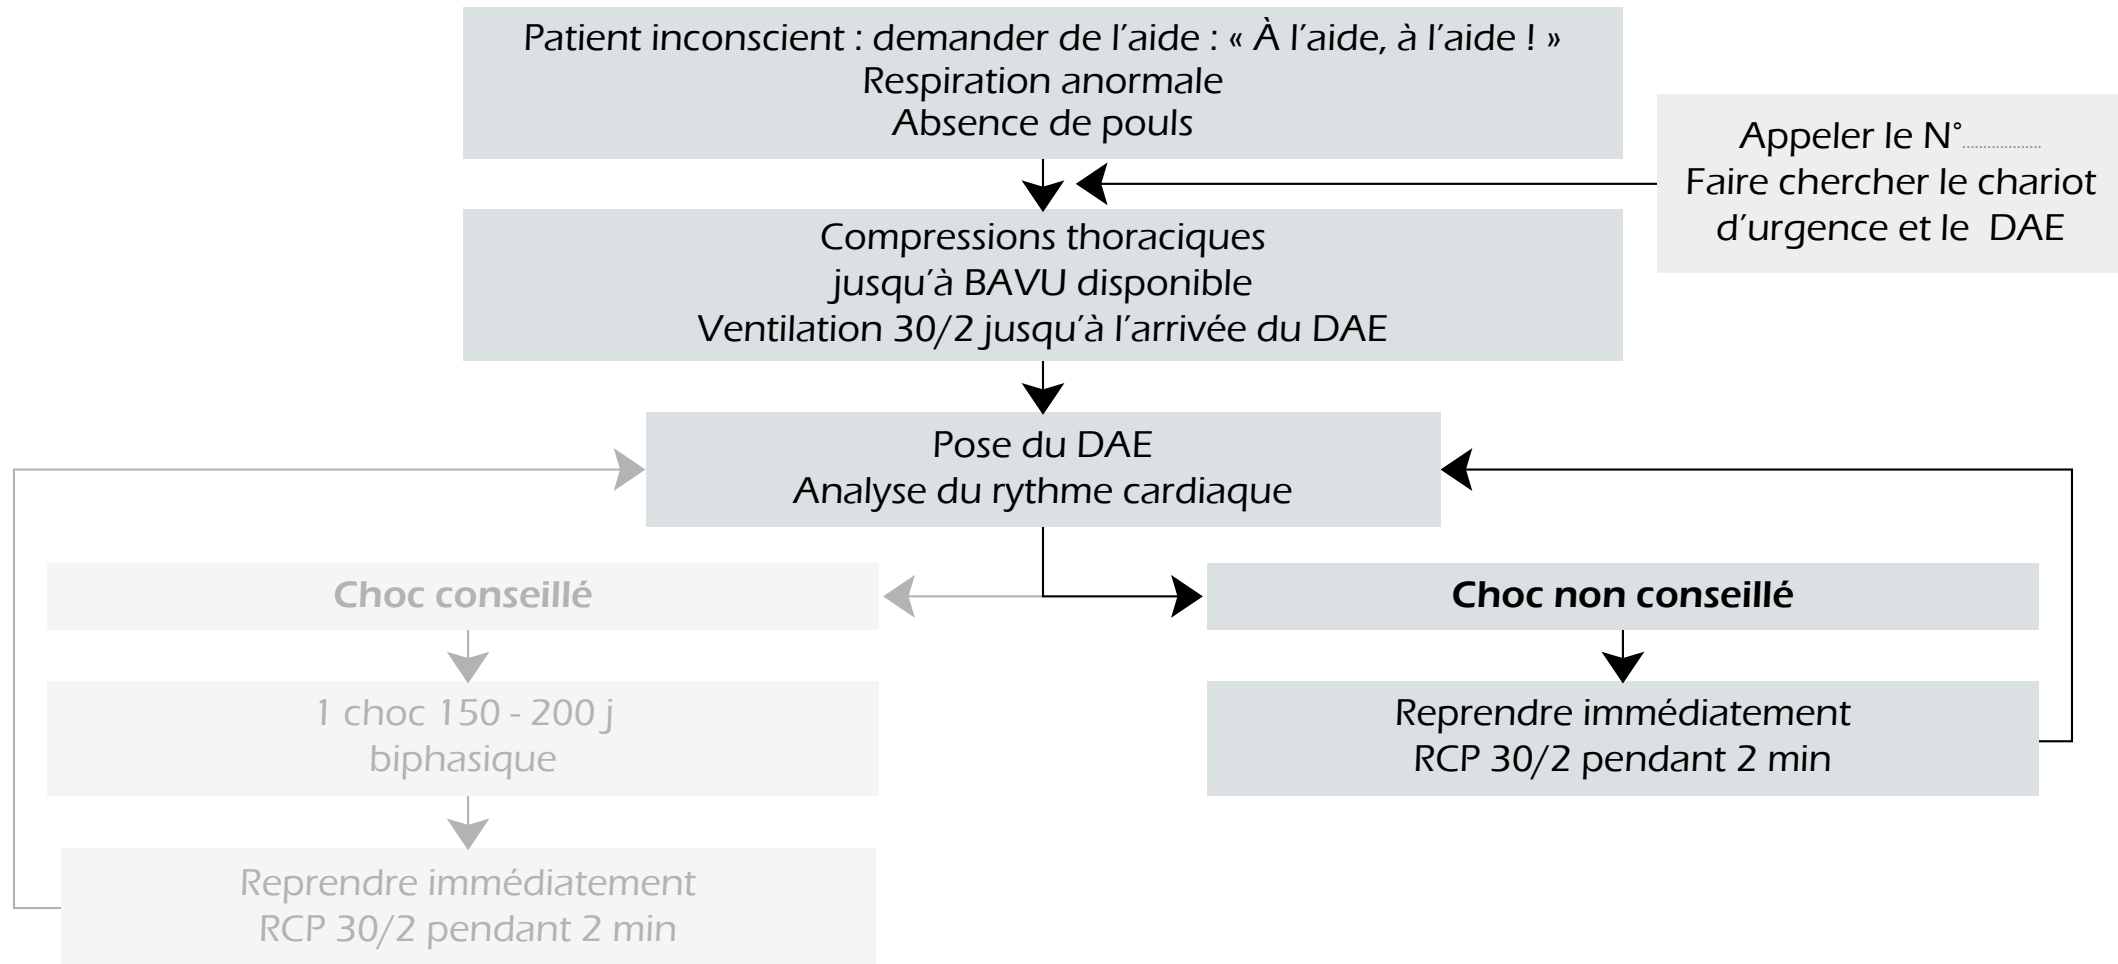 Patient inconscient : demander de l’aide : « À l’aide, à l’aide ! »
Respiration anormale
Absence de pouls
Appeler le N°....................
Faire chercher le chariot
d’urgence et le DAE
Compressions thoraciques
jusqu’à BAVU disponible
Ventilation 30/2 jusqu’à l’arrivée du DAE
Pose du DAE
Analyse du rythme cardiaque
Choc conseillé
1 choc 150 - 200 j
biphasique
Reprendre immédiatement
RCP 30/2 pendant 2 min
Choc non conseillé
Reprendre immédiatement
RCP 30/2 pendant 2 min